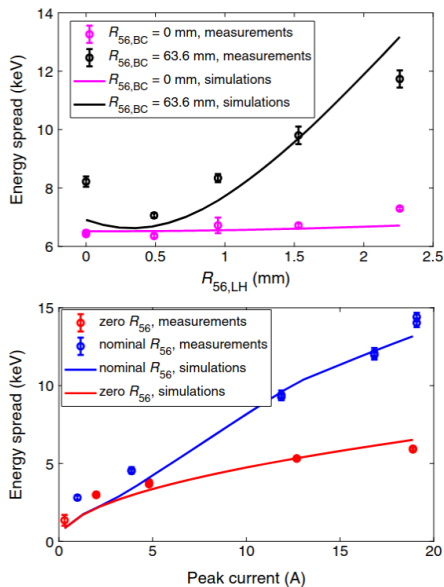 14
12
10
8
6
Energy spread (keV)
R56,BC = 0 mm, measurements
R56,BC = 63.6 mm, measurements
R56,BC = 0 mm, simulations
R56,BC = 63.6 mm, simulations
0 0.5 1 1.5 2 2.5
R56,LH (mm)
15
10
5
0
Energy spread (keV)
zero R56, measurements
nominal R56, measurements
nominal R56, simulations
zero R56, simulations
0 5 10 15 20
Peak current (A)